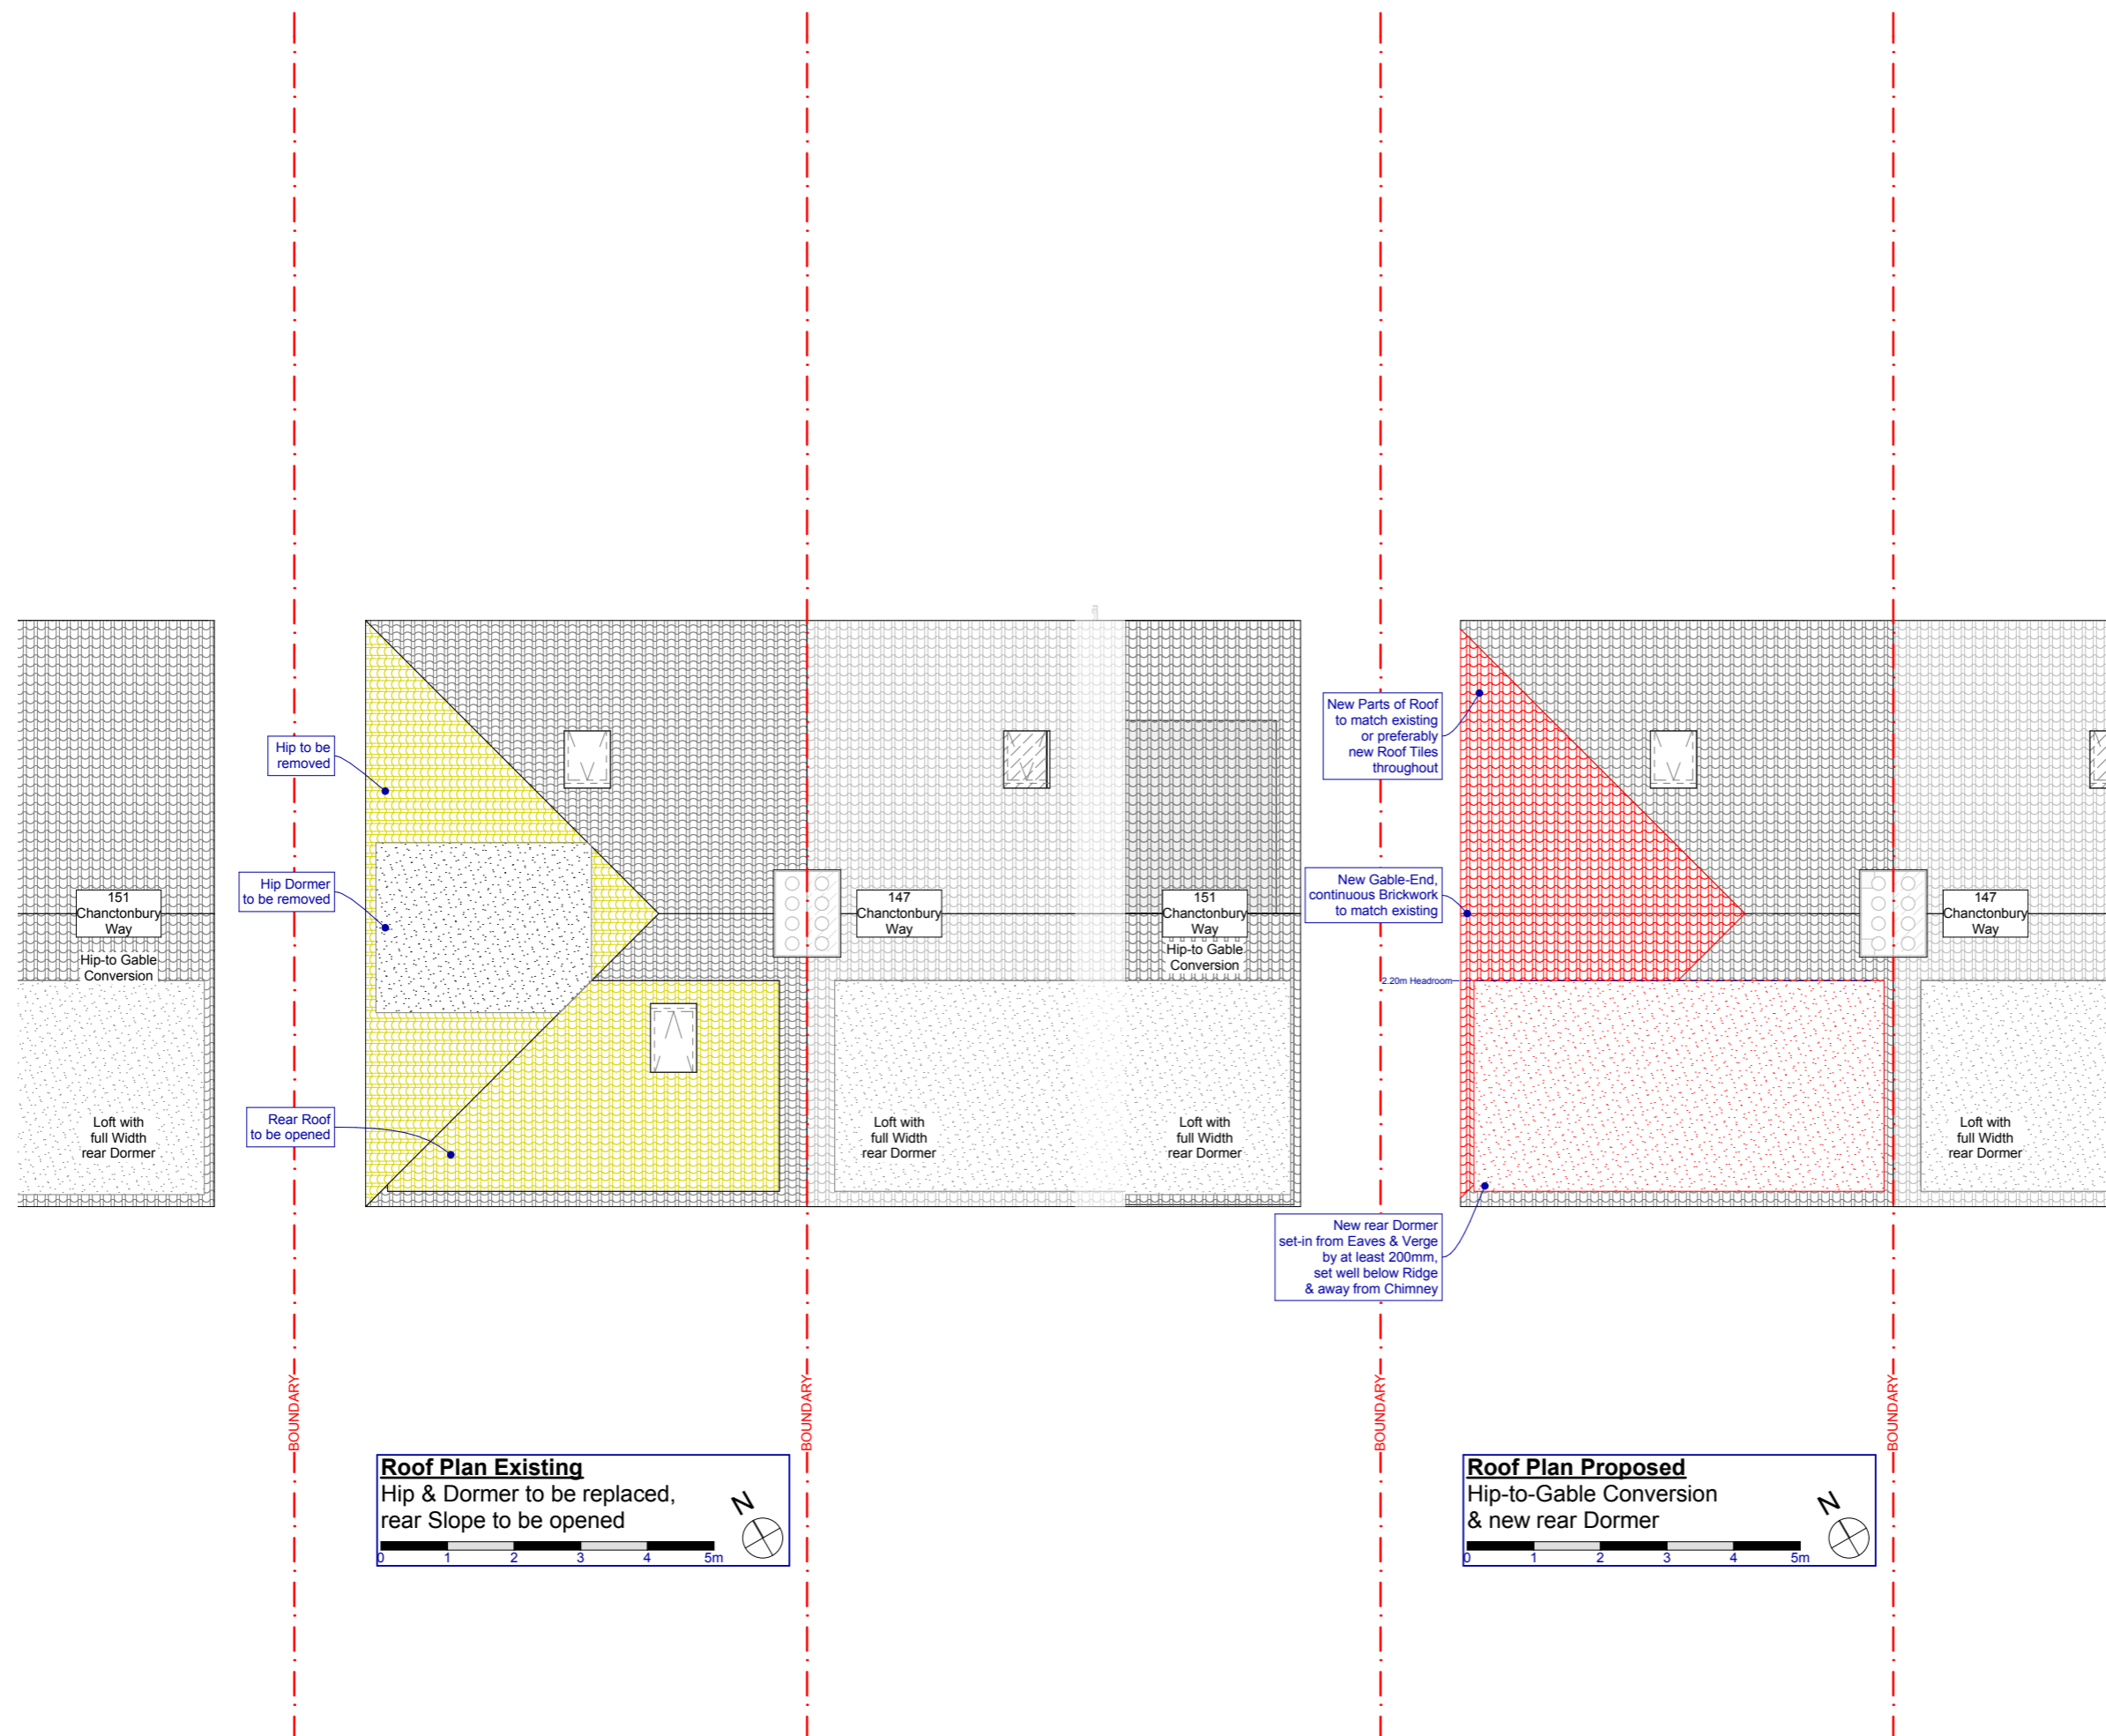 Hip to be
removed
Hip Dormer
to be removed
Rear Roof
to be opened
151
Chanctonbury
Way
Hip-to Gable
Conversion
Loft with
full Width
rear Dormer
147
Chanctonbury
Way
Loft with
full Width
rear Dormer
151
Chanctonbury
Way
Hip-to Gable
Conversion
Loft with
full Width
rear Dormer
New Parts of Roof
to match existing
or preferably
new Roof Tiles
throughout
New Gable-End,
continuous Brickwork
to match existing
2.20m Headroom
New rear Dormer
set-in from Eaves & Verge
by at least 200mm,
set well below Ridge
& away from Chimney
147
Chanctonbury
Way
Loft with
full Width
rear Dormer
BOUNDARY
BOUNDARY
BOUNDARY
BOUNDARY
Roof Plan Existing
Hip & Dormer to be replaced,
rear Slope to be opened
N
0 1 2 3 4 5m
Roof Plan Proposed
Hip-to-Gable Conversion
& new rear Dormer
N
0 1 2 3 4 5m